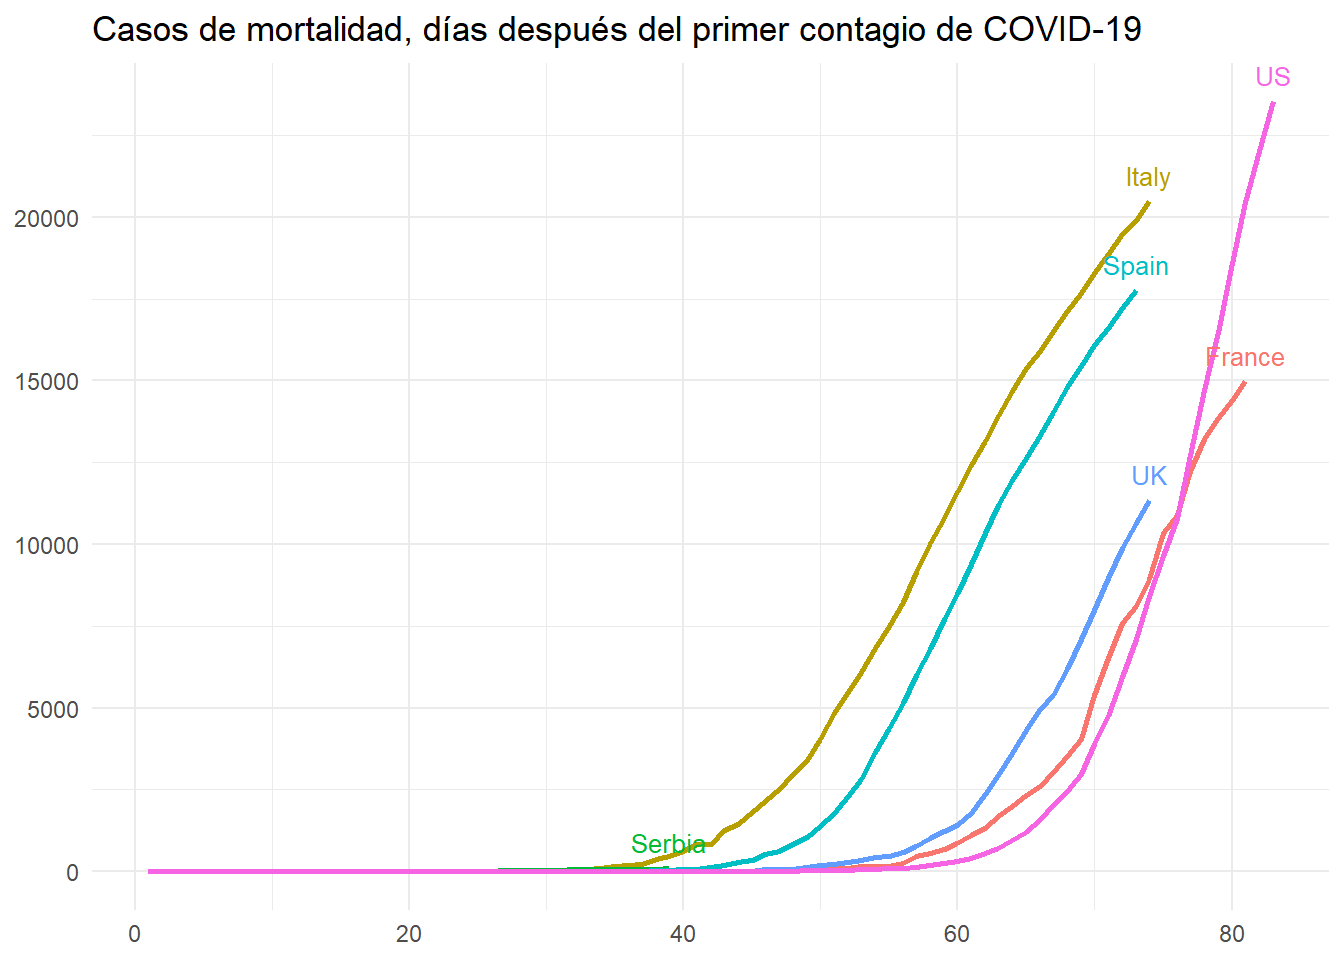 Casos de mortalidad, días después del primer contagio de COVID-19
US
Italy
20000
Spain
France
15000
UK
10000
5000
Serbia
0
0 20 40 60 80